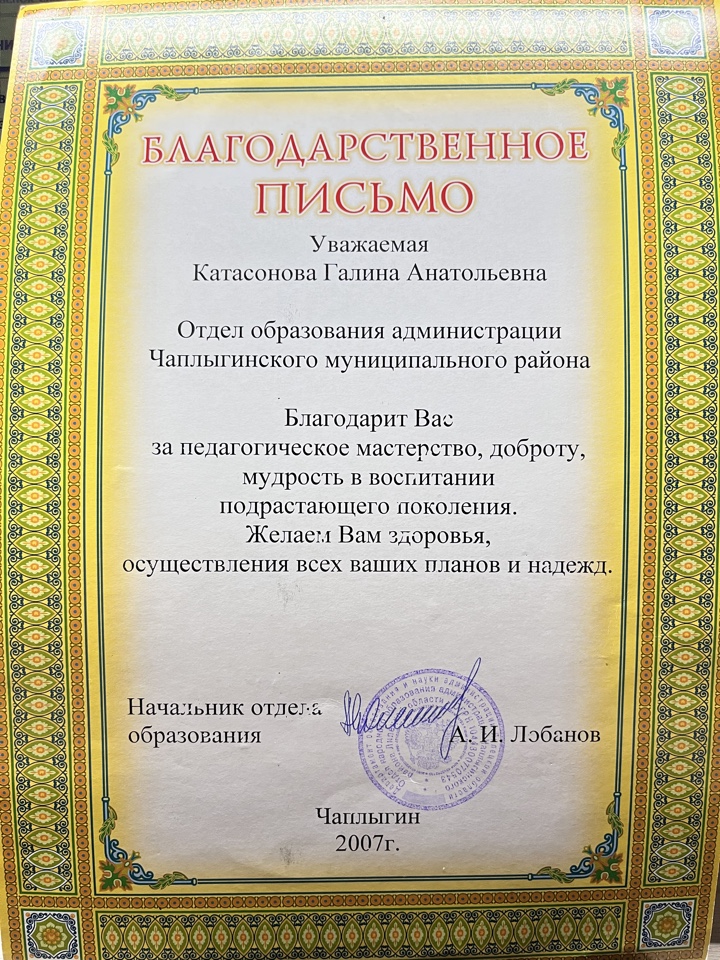 БЛАГОДАРСТВЕННОЕ
ПИСЬМО
Уважаемая
Катасонова Галина Анатольевна
Отдел образования администрации
Чаплыгинского муниципального района
Благодарит Вас
за педагогическое мастерство, доброту,
мудрость в воспитании
подрастающего поколения.
Желаем Вам здоровья,
осуществления всех ваших планов и надежд.
Начальник отдела
образования
А. И. Лобанов
Чаплыгин
2007г.